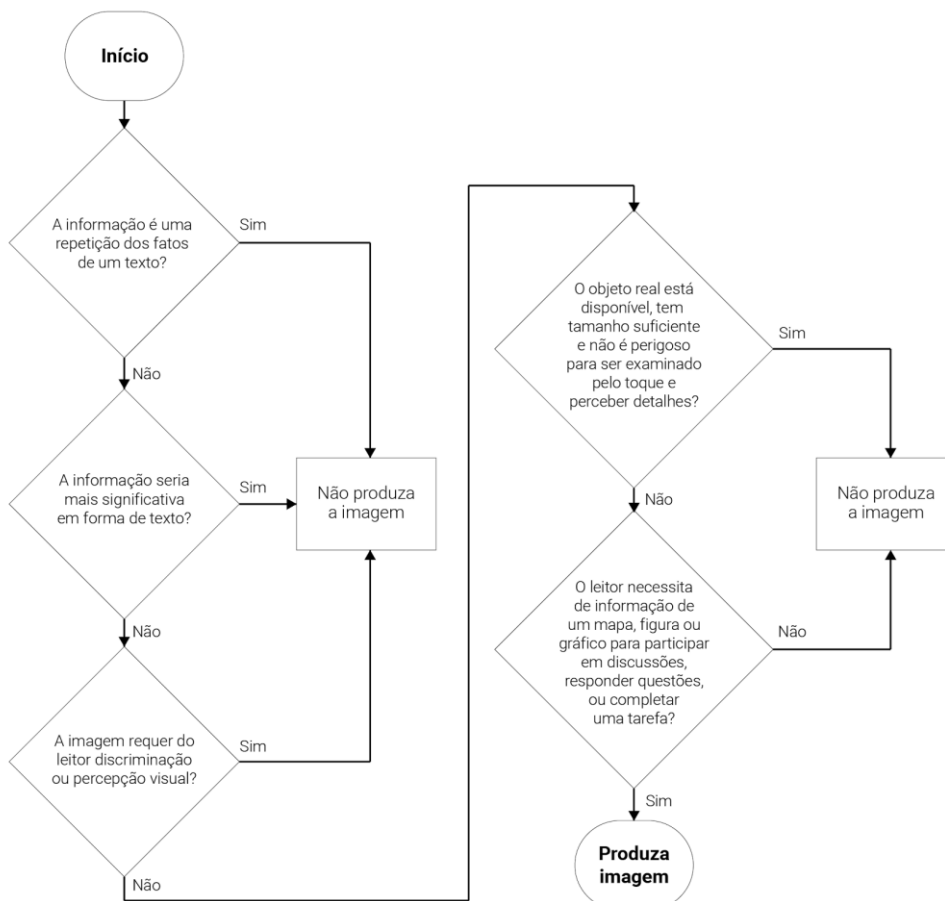 Início
A informação é uma
repetição dos fatos
de um texto?
Sim
Não
A informação seria
mais significativa
em forma de texto?
Sim
Não produza
a imagem
Não
A imagem requer do
leitor discriminação
ou percepção visual?
Sim
Não
O objeto real está
disponível, tem
tamanho suficiente
e não é perigoso
para ser examinado
pelo toque e
perceber detalhes?
Sim
Não produza
a imagem
Não
O leitor necessita
de informação de
um mapa, figura ou
gráfico para participar
em discussões,
responder questões,
ou completar
uma tarefa?
Não
Sim
Produza
imagem